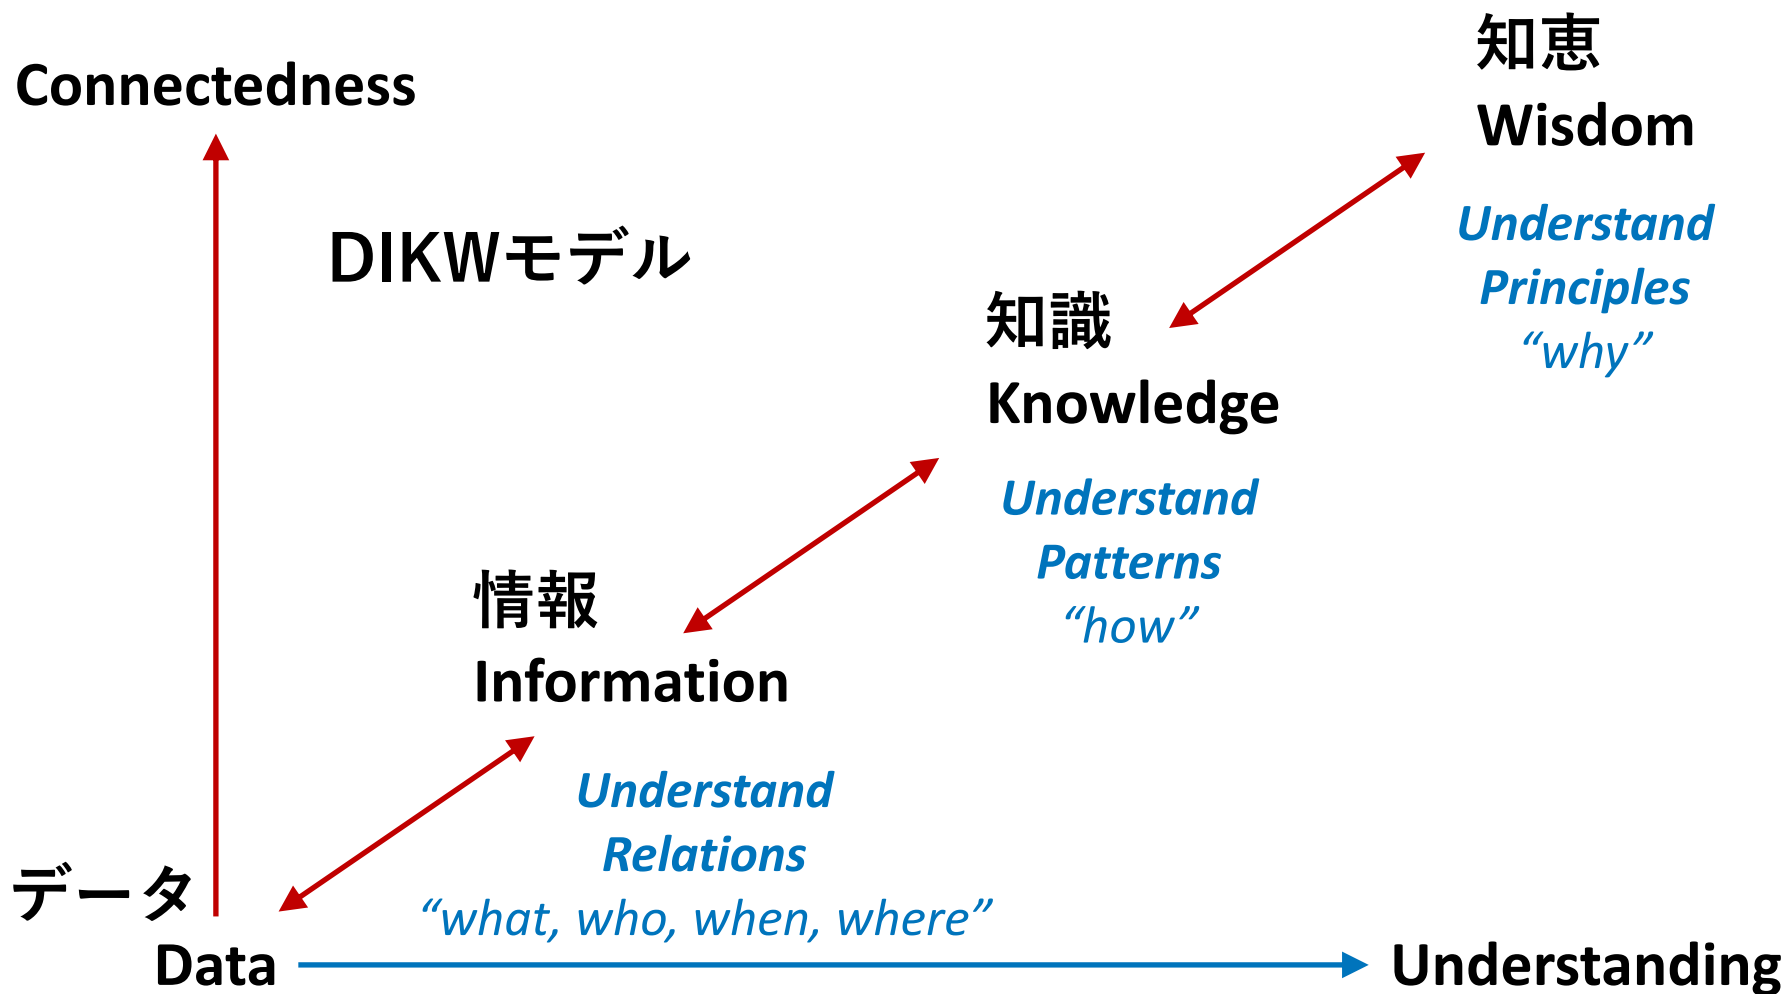 Connectedness
DIKWモデル
知恵
Wisdom
Understand
Principles
“why”
知識
Knowledge
Understand
Patterns
“how”
情報
Information
Understand
Relations
“what, who, when, where”
データ
Data
Understanding